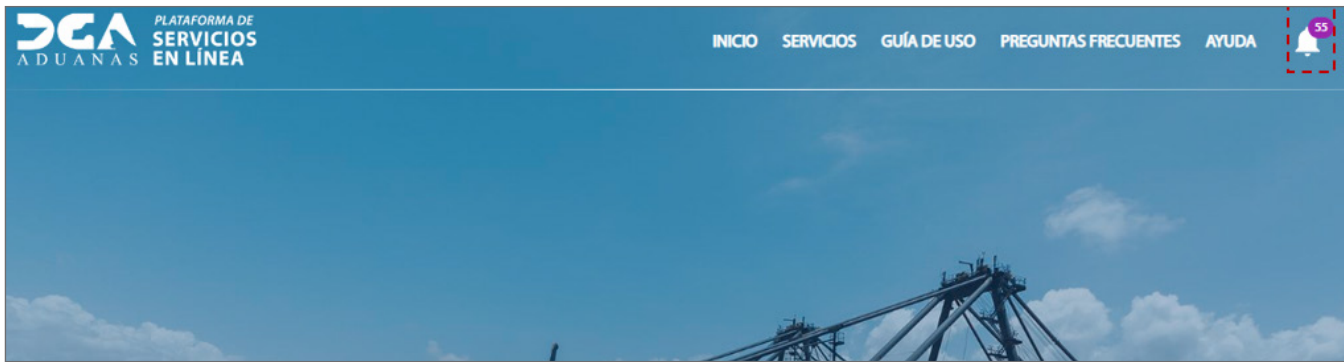 DGA
ADUANAS
PLATAFORMA DE
SERVICIOS
EN LÍNEA
INICIO SERVICIOS GUÍA DE USO PREGUNTAS FRECUENTES AYUDA
55